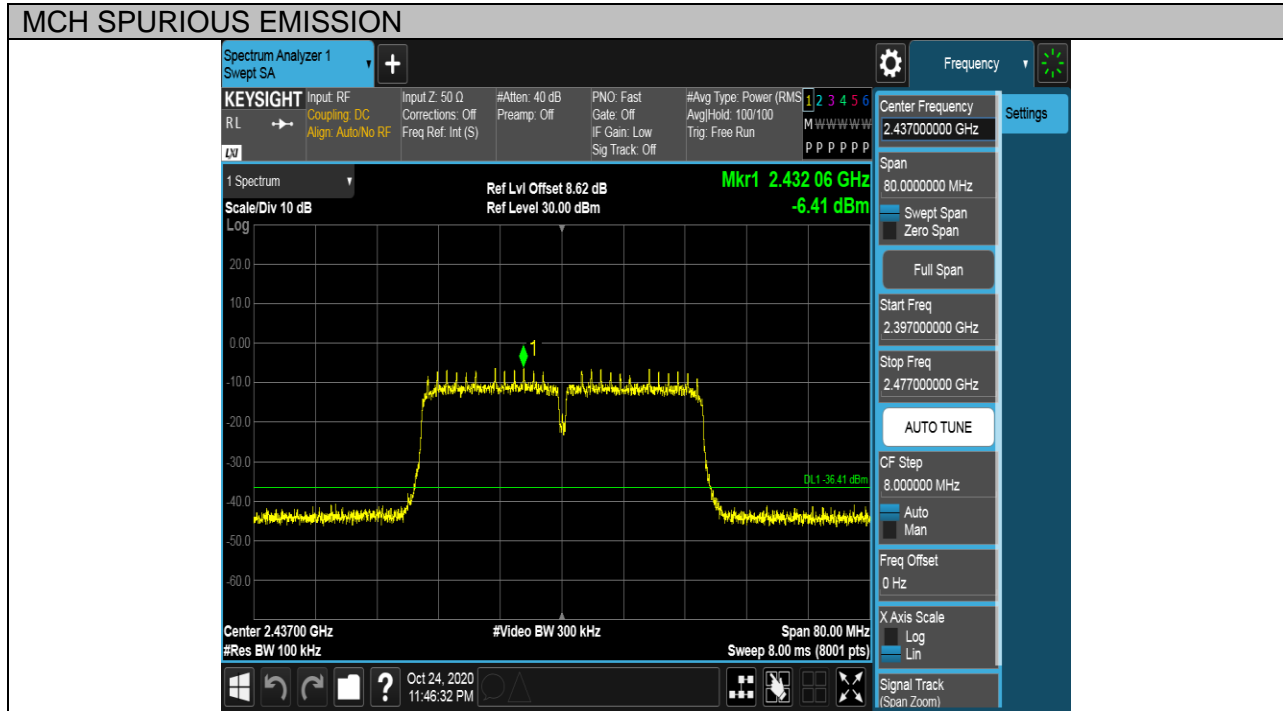 MCH SPURIOUS EMISSION
Spectrum Analyzer 1
Swept SA
+
Frequency
KEYSIGHT
RL
LXI
Input: RF
Coupling: DC
Align: Auto/No RF
Input Z: 50 Ω
Corrections: Off
Freq Ref: Int (S)
#Atten: 40 dB
Preamp: Off
PNO: Fast
Gate: Off
IF Gain: Low
Sig Track: Off
#Avg Type: Power (RMS
Avg|Hold: 100/100
Trig: Free Run
1 2 3 4 5 6
M W W W W W
P P P P P P
1 Spectrum
Scale/Div 10 dB
Log
Ref Lvl Offset 8.62 dB
Ref Level 30.00 dBm
Mkr1 2.432 06 GHz
-6.41 dBm
20.0
10.0
0.00
-10.0
-20.0
-30.0
-40.0
-50.0
-60.0
1
DL1 -36.41 dBm
Center 2.43700 GHz
#Res BW 100 kHz
#Video BW 300 kHz
Span 80.00 MHz
Sweep 8.00 ms (8001 pts)
?
Oct 24, 2020
11:46:32 PM
Center Frequency
2.437000000 GHz
Settings
Span
80.0000000 MHz
Swept Span
Zero Span
Full Span
Start Freq
2.397000000 GHz
Stop Freq
2.477000000 GHz
AUTO TUNE
CF Step
8.000000 MHz
Auto
Man
Freq Offset
0 Hz
X Axis Scale
Log
Lin
Signal Track
(Span Zoom)